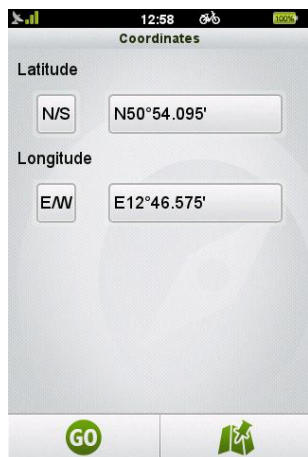 12:58 100%
Coordinates
Latitude
N/S N50°54.095'
Longitude
E/W E12°46.575'
GO